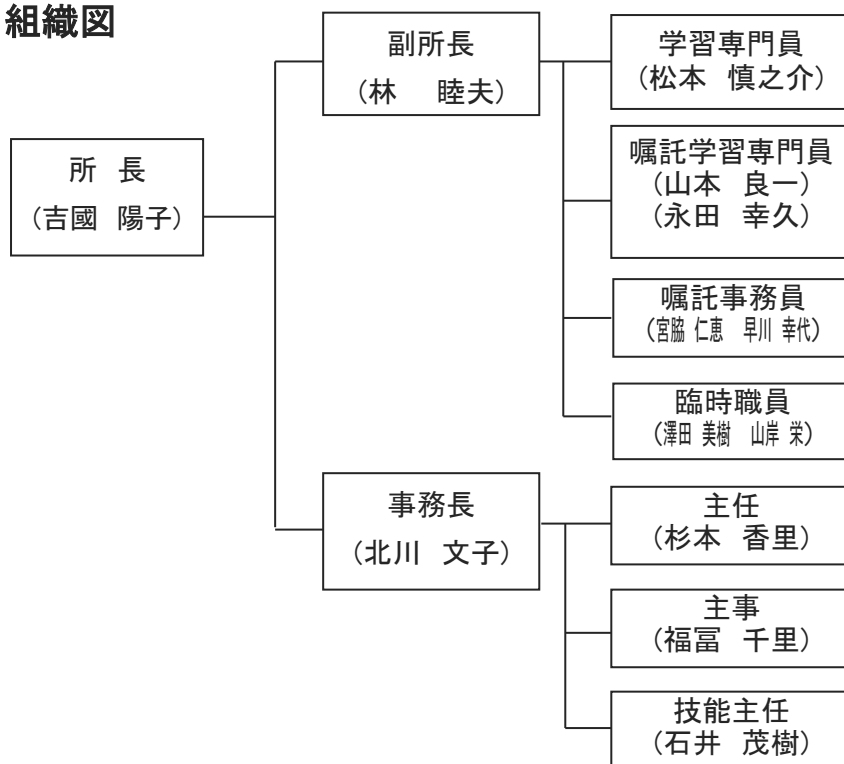 組織図
所 長
(吉國 陽子)
副所長
(林 睦夫)
学習専門員
(松本 慎之介)
嘱託学習専門員
(山本 良一)
(永田 幸久)
嘱託事務員
(宮脇 仁恵 早川 幸代)
臨時職員
(澤田 美樹 山岸 栄)
事務長
(北川 文子)
主任
(杉本 香里)
主事
(福冨 千里)
技能主任
(石井 茂樹)